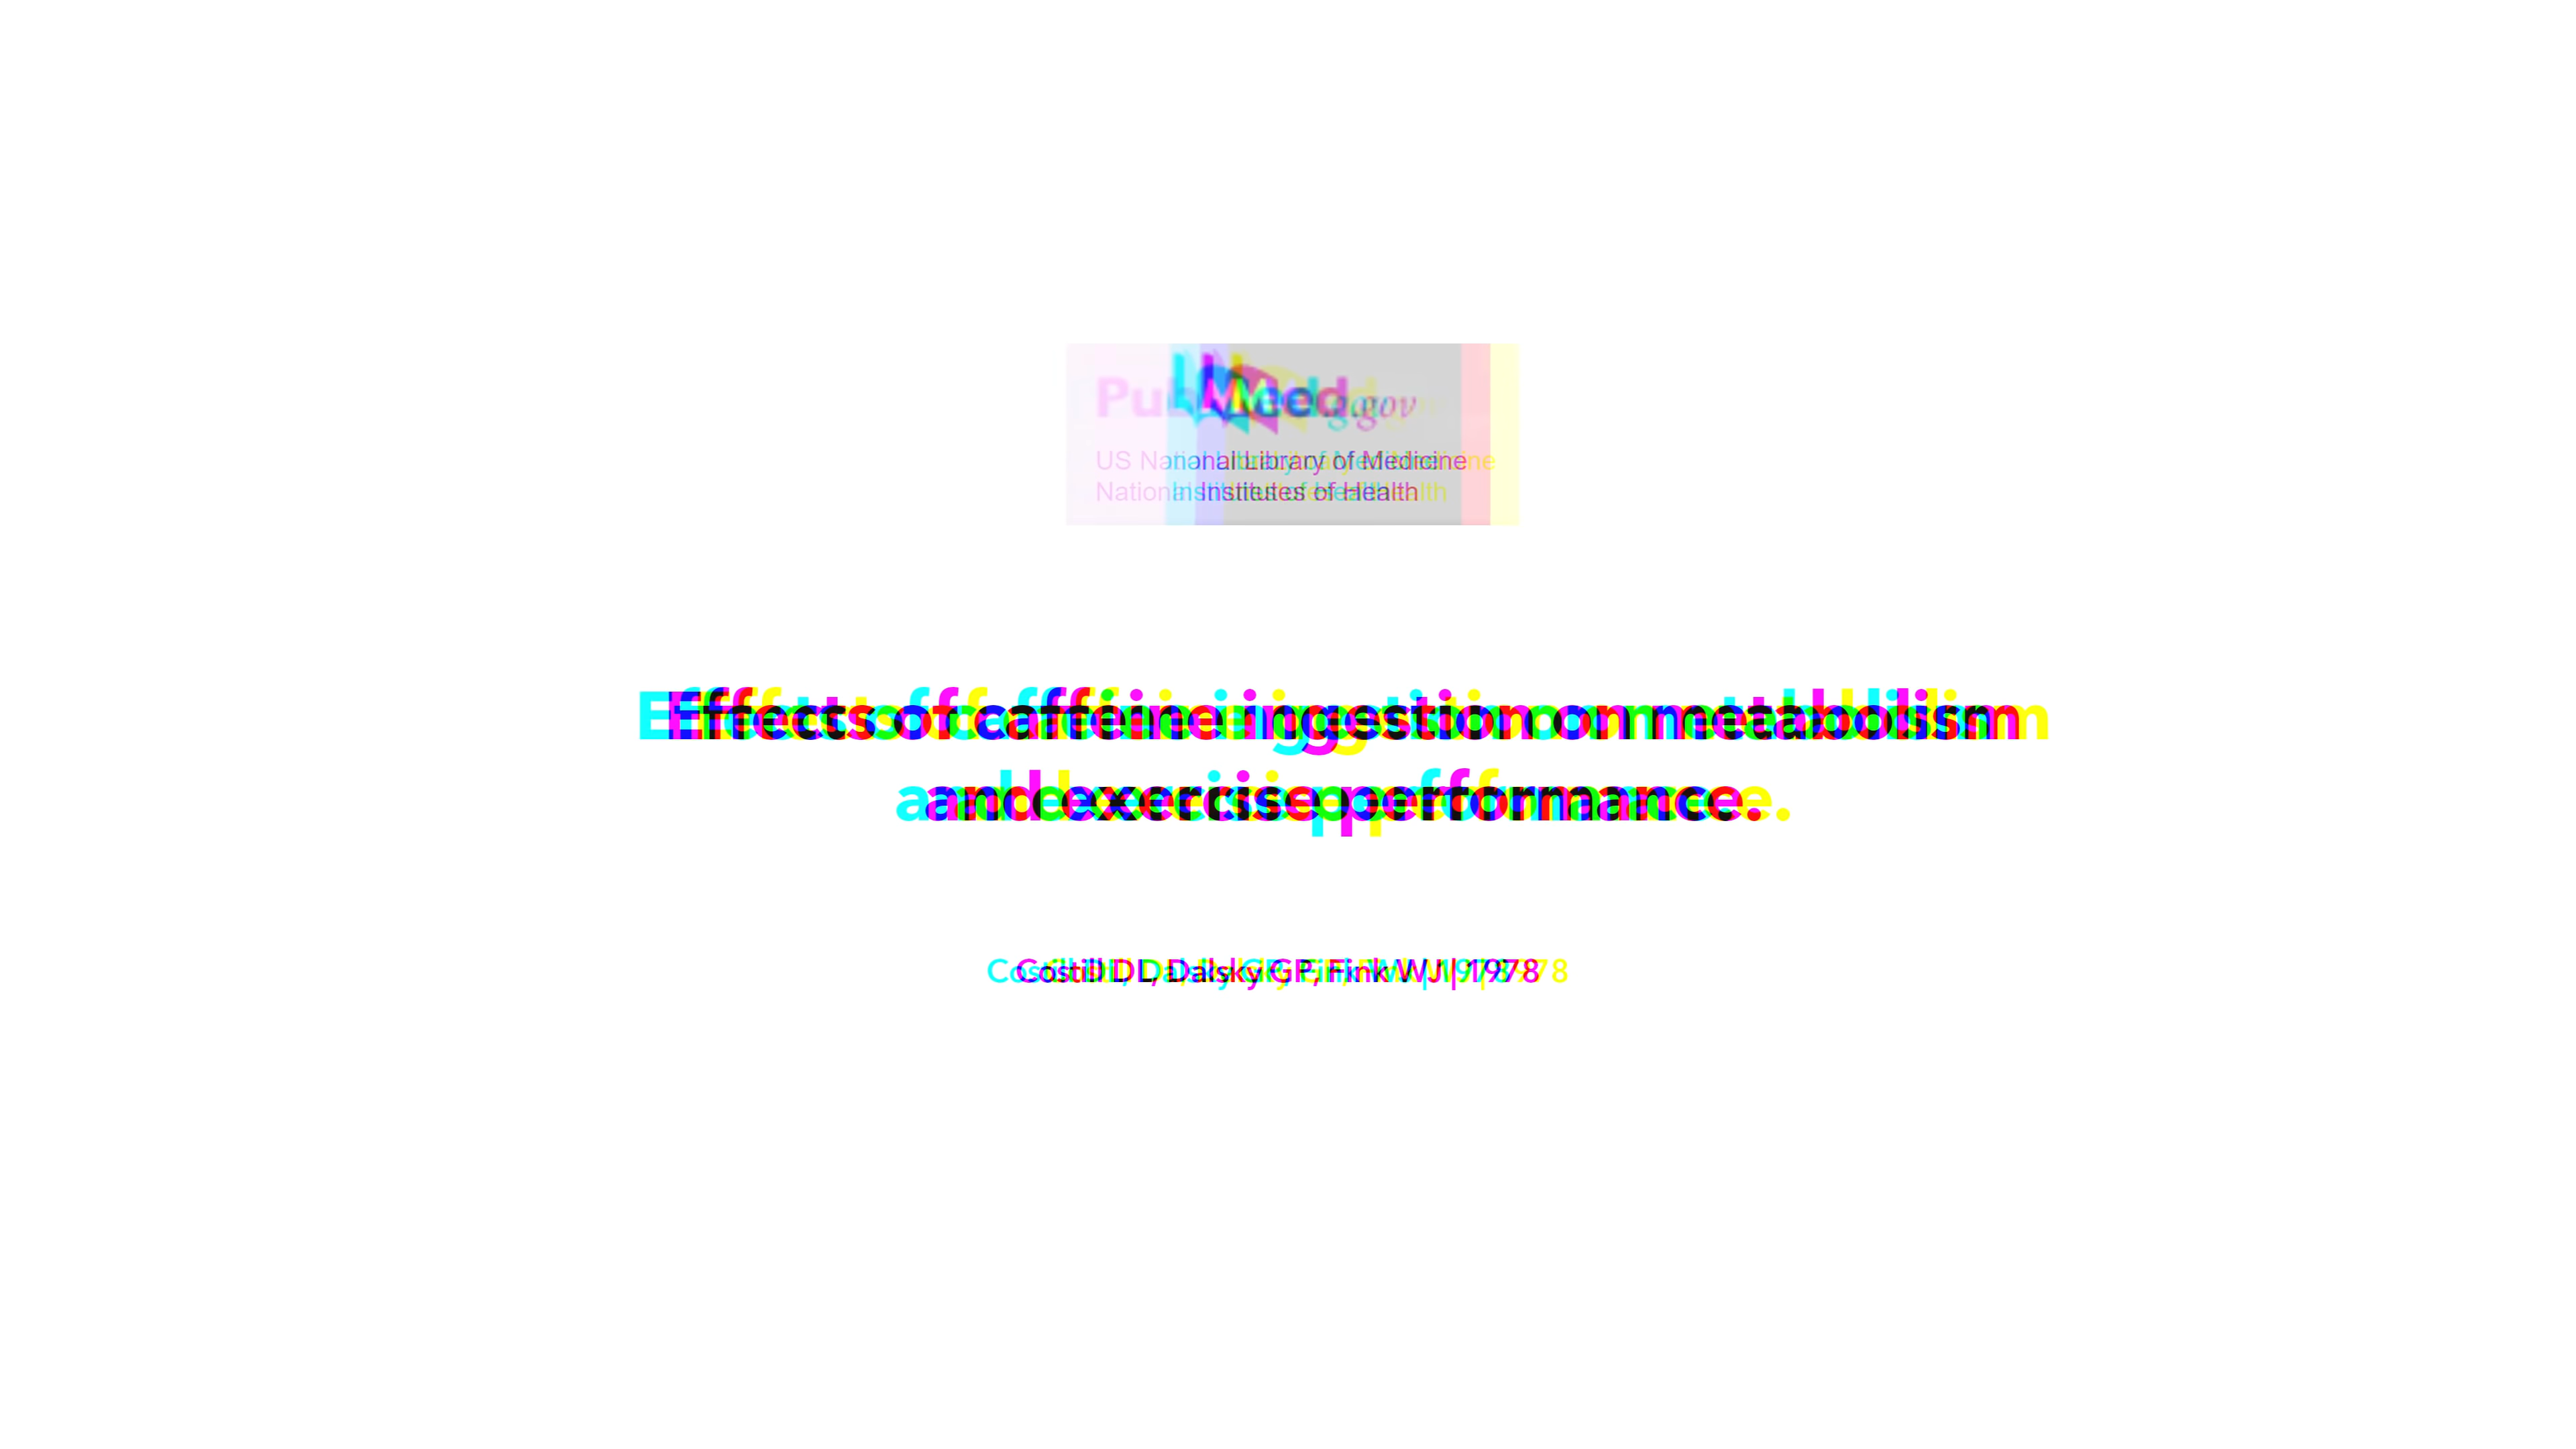 PubMed.gov
US National Library of Medicine
National Institutes of Health
Effects of caffeine ingestion on metabolism
and exercise performance.
Costill DL, Dalsky GP, Fink WJ | 1978